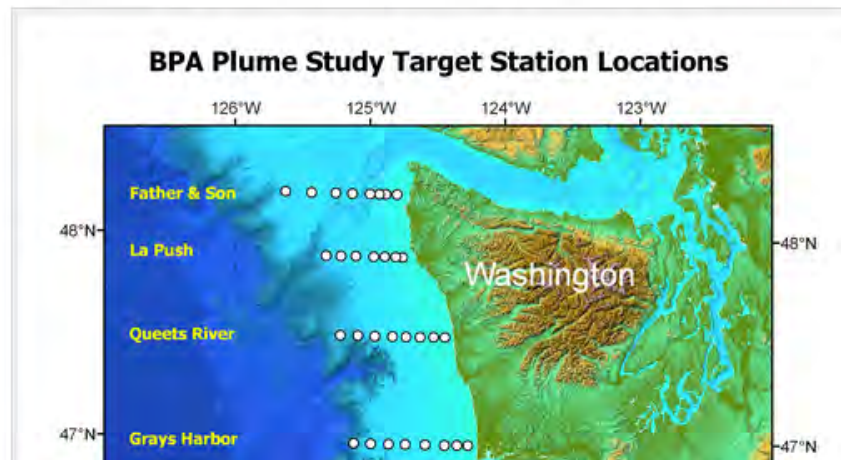 BPA Plume Study Target Station Locations
126°W 125°W 124°W 123°W
Father & Son
48°N 48°N
La Push
Washington
Queets River
47°N 47°N
Grays Harbor